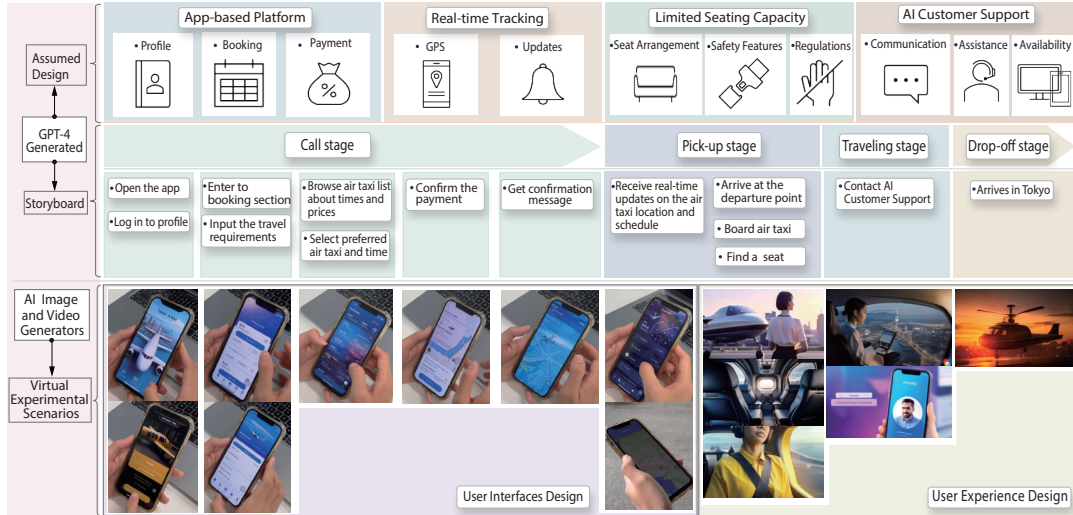 App-based Platform
Real-time Tracking
Limited Seating Capacity
AI Customer Support
Assumed
Design
• Profile
• Booking
• Payment
• GPS
• Updates
• Seat Arrangement
• Safety Features
• Regulations
• Communication
• Assistance
• Availability
GPT-4
Generated
Call stage
Pick-up stage
Traveling stage
Drop-off stage
Storyboard
• Open the app
• Log in to profile
• Enter to
booking section
• Input the travel
requirements
• Browse air taxi list
about times and
prices
• Select preferred
air taxi and time
• Confirm the
payment
• Get confirmation
message
• Receive real-time
updates on the air
taxi location and
schedule
• Arrive at the
departure point
• Board air taxi
• Find a seat
• Contact AI
Customer Support
• Arrives in Tokyo
AI Image
and Video
Generators
Virtual
Experimental
Scenarios
User Interfaces Design
User Experience Design